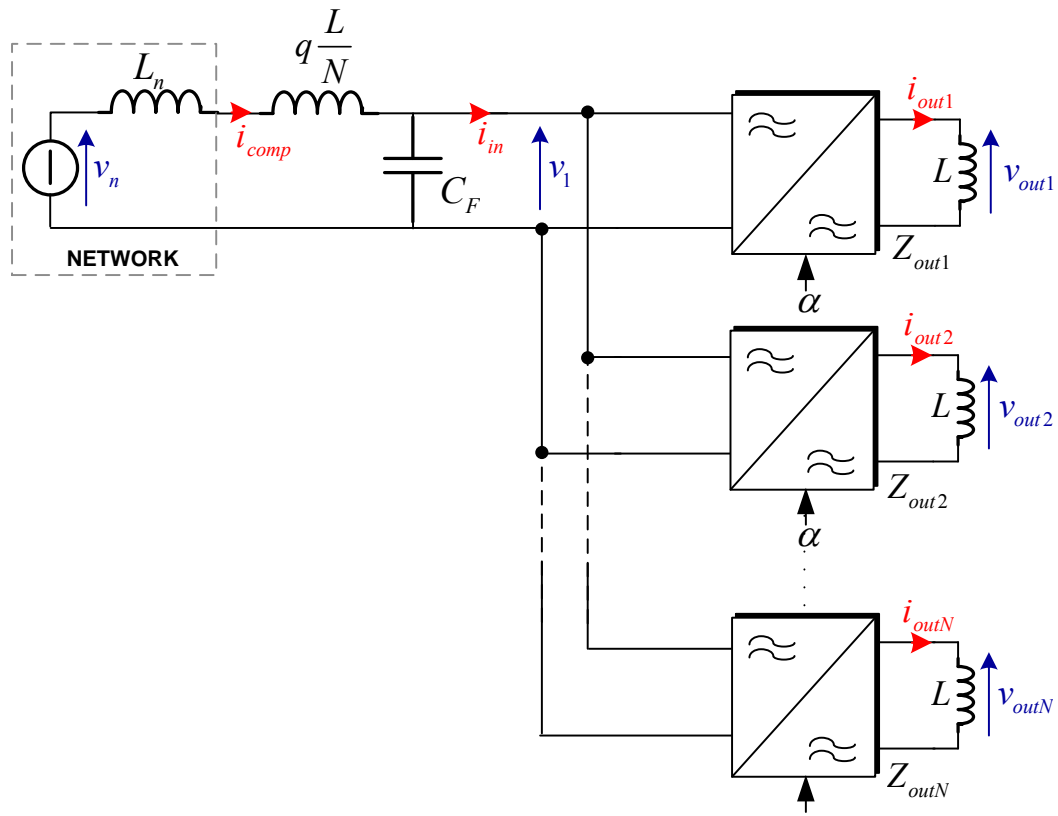 L_n
q L/N
i_comp
i_in
v_n
C_F
v_1
NETWORK
i_out1
L
v_out1
Z_out1
α
i_out2
L
v_out2
Z_out2
α
i_outN
L
v_outN
Z_outN